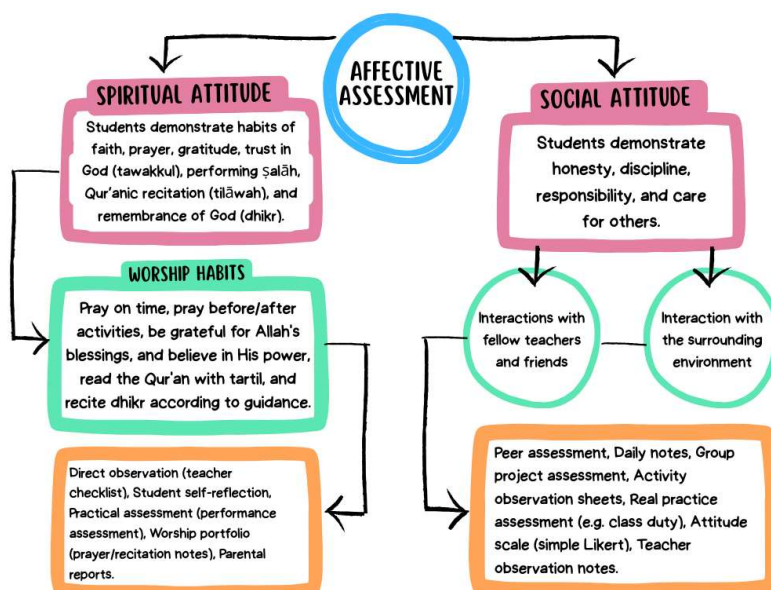 AFFECTIVE
ASSESSMENT
SPIRITUAL ATTITUDE
Students demonstrate habits of
faith, prayer, gratitude, trust in
God (tawakkul), performing ṣalāh,
Qur'anic recitation (tilāwah), and
remembrance of God (dhikr).
WORSHIP HABITS
Pray on time, pray before/after
activities, be grateful for Allah's
blessings, and believe in His power,
read the Qur'an with tartil, and
recite dhikr according to guidance.
Direct observation (teacher
checklist), Student self-reflection,
Practical assessment (performance
assessment), Worship portfolio
(prayer/recitation notes), Parental
reports.
SOCIAL ATTITUDE
Students demonstrate
honesty, discipline,
responsibility, and care
for others.
Interactions with
fellow teachers
and friends
Interaction with
the surrounding
environment
Peer assessment, Daily notes, Group
project assessment, Activity
observation sheets, Real practice
assessment (e.g. class duty), Attitude
scale (simple Likert), Teacher
observation notes.